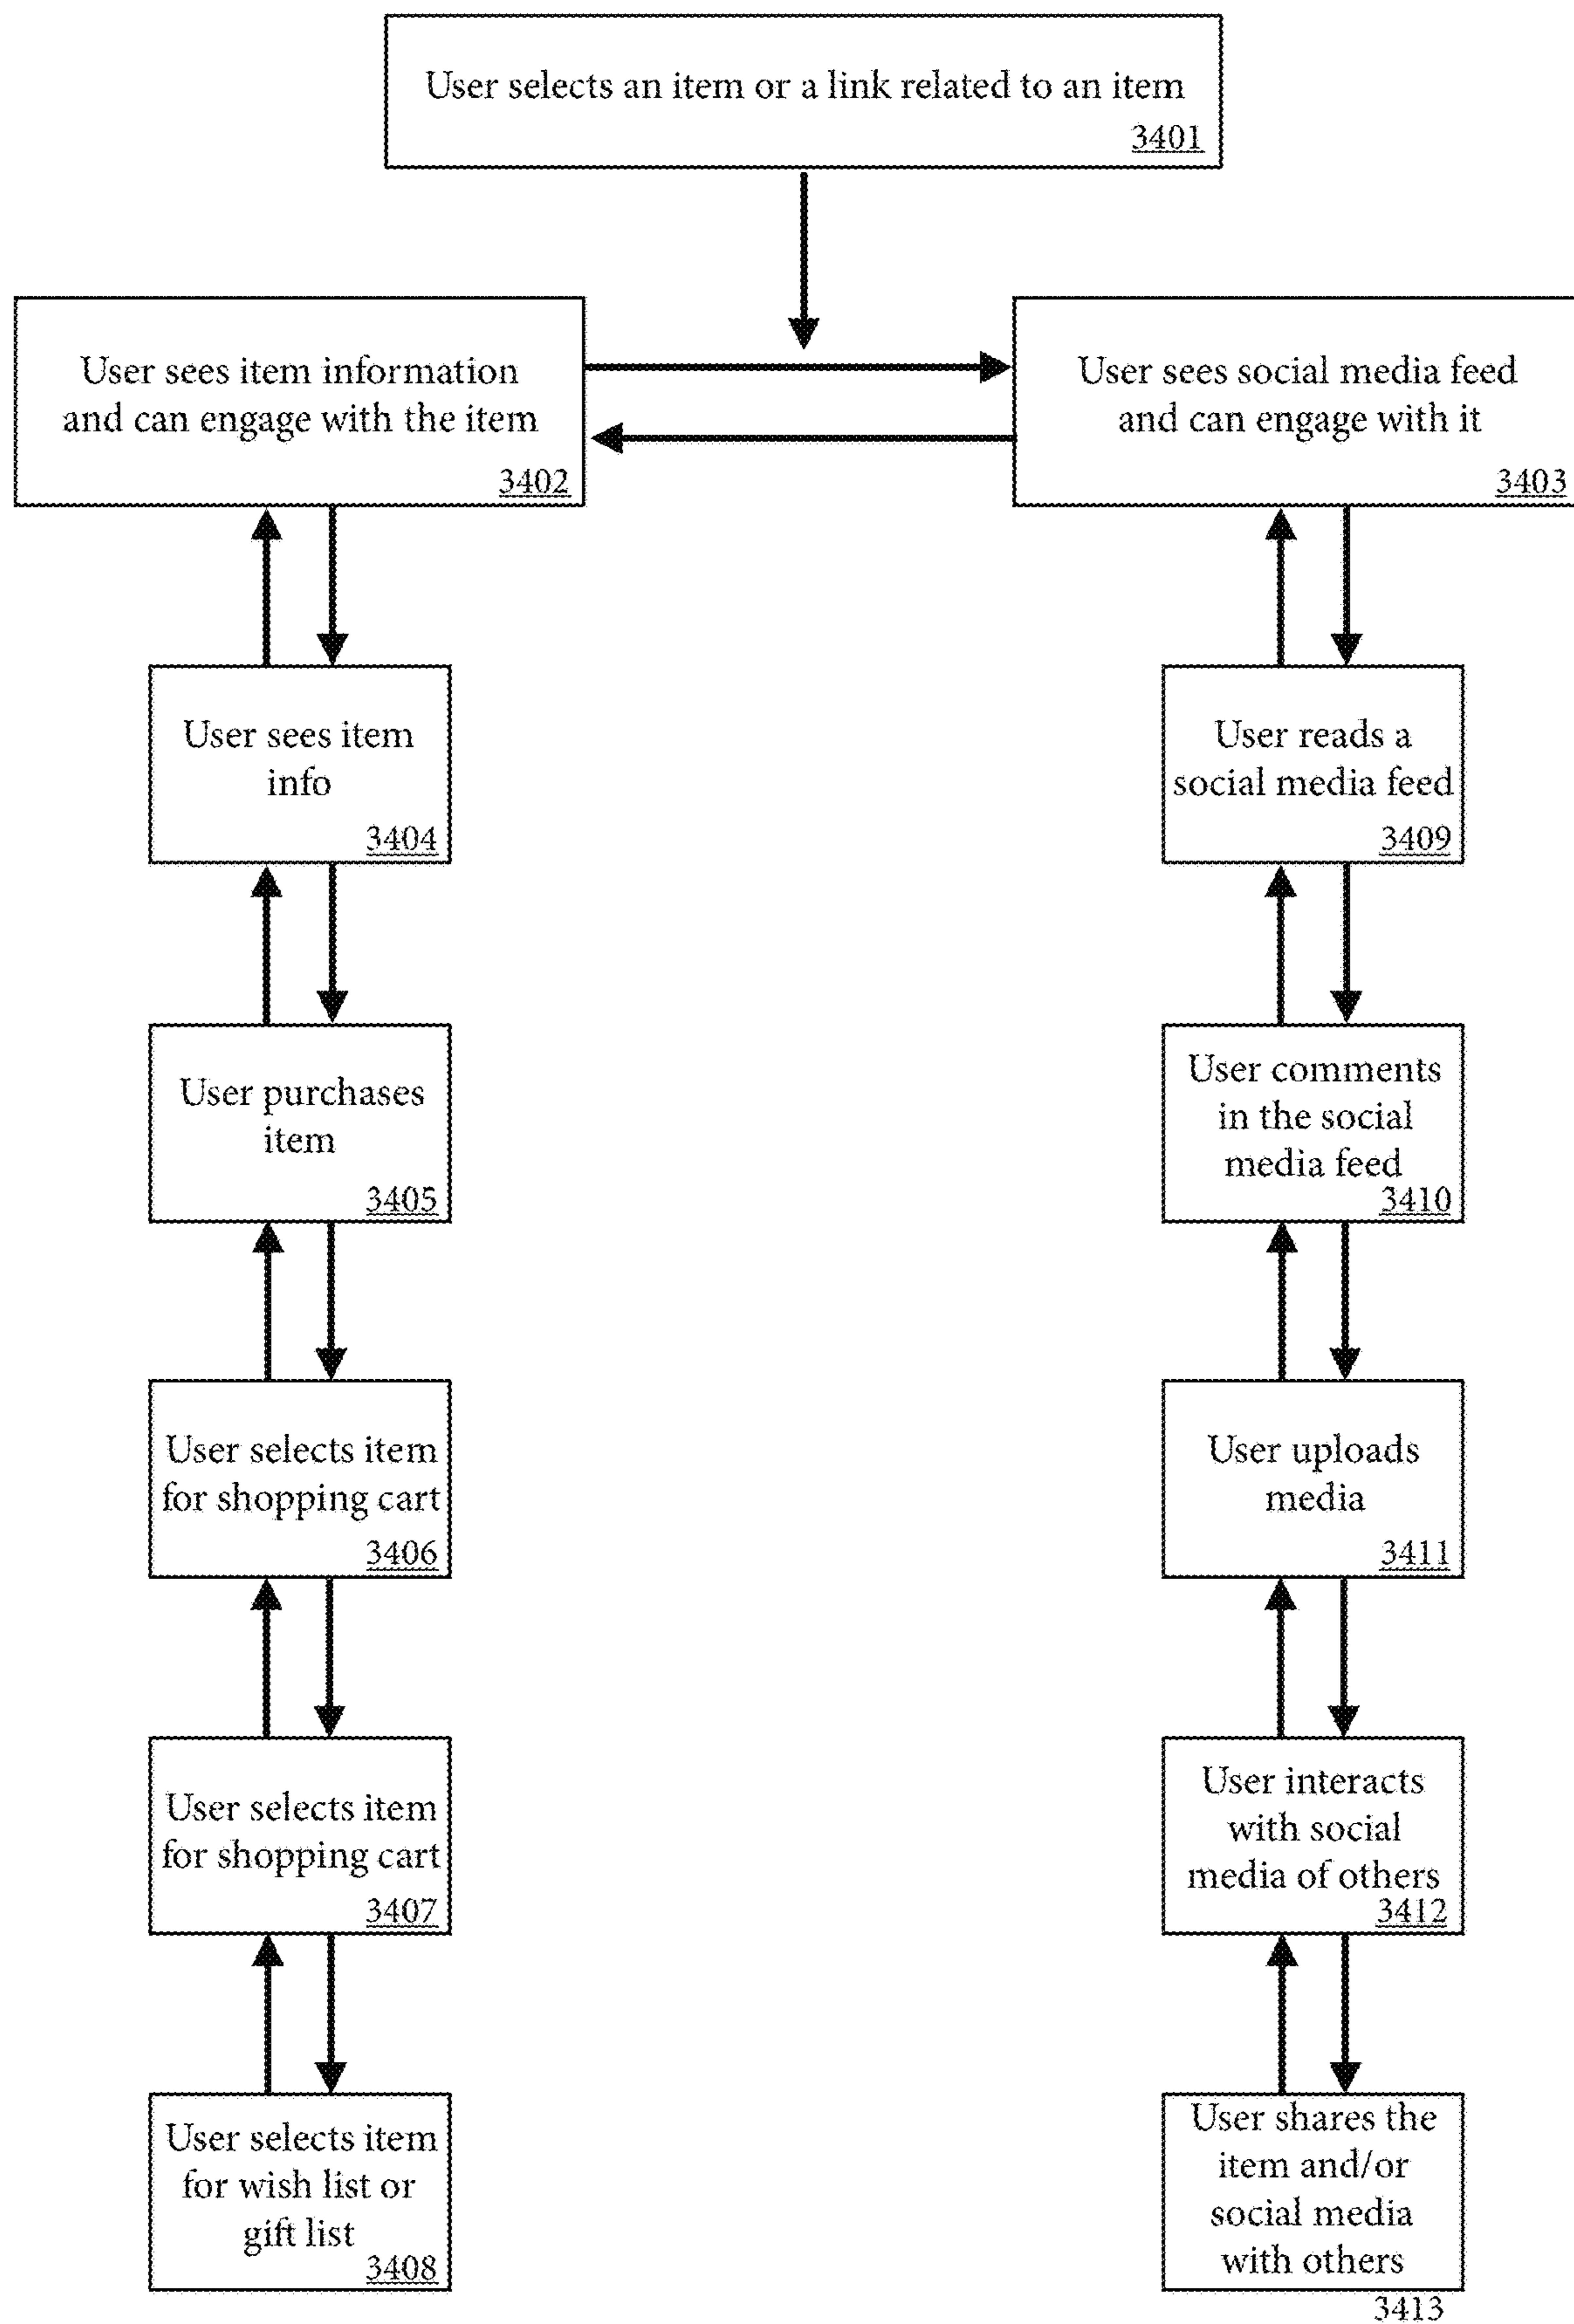 User selects an item or a link related to an item
3401
User sees item information
and can engage with the item
3402
User sees social media feed
and can engage with it
3403
User sees item
info
3404
User reads a
social media feed
3409
User purchases
item
3405
User comments
in the social
media feed
3410
User selects item
for shopping cart
3406
User uploads
media
3411
User selects item
for shopping cart
3407
User interacts
with social
media of others
3412
User selects item
for wish list or
gift list
3408
User shares the
item and/or
social media
with others
3413